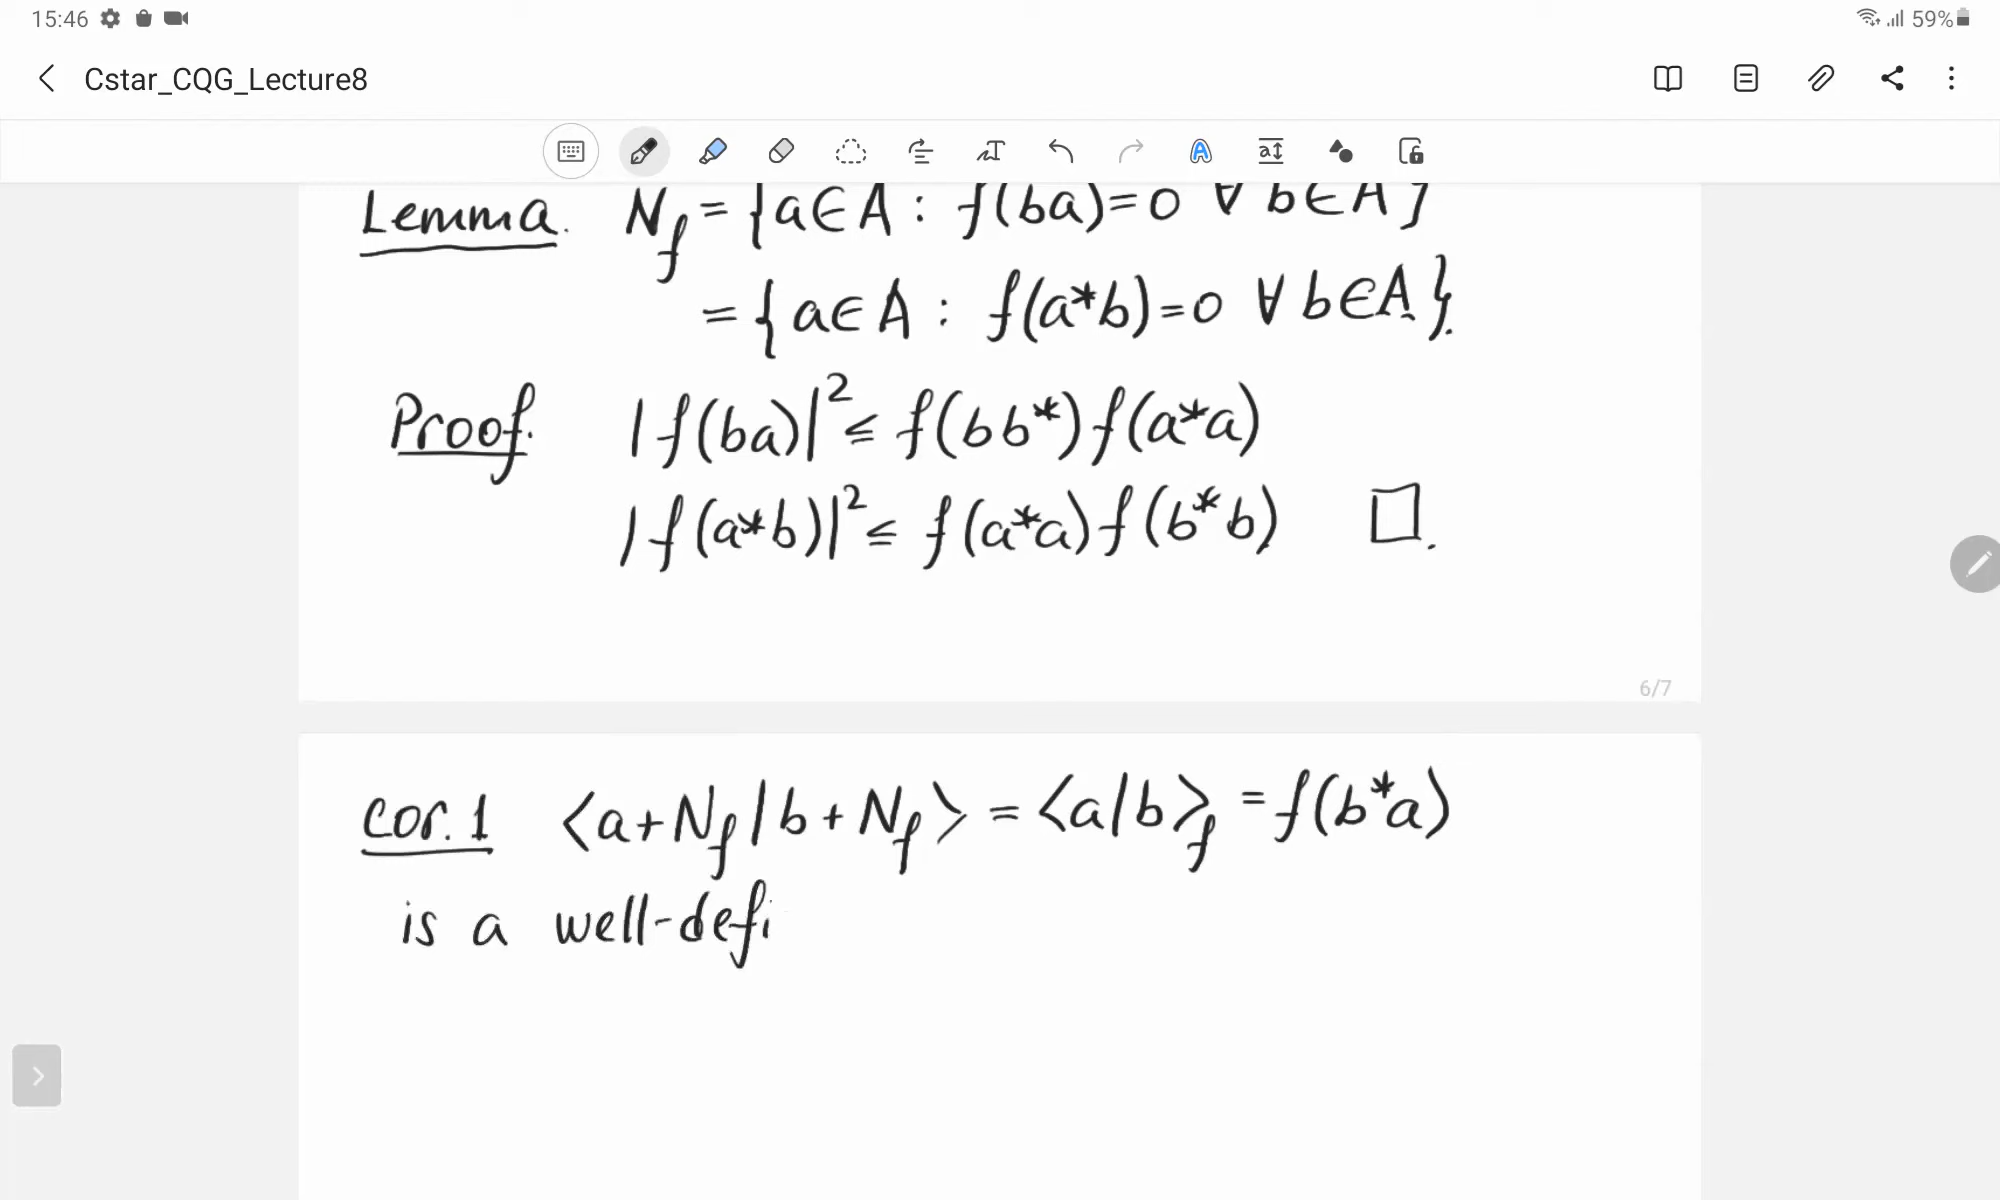 15:46
59%
Cstar_CQG_Lecture8
Lemma. N_f = {a∈A : f(ba)=0 ∀ b∈A}
= {a∈A : f(a*b)=0 ∀ b∈A}.
Proof. |f(ba)|² ≤ f(bb*)f(a*a)
|f(a*b)|² ≤ f(a*a)f(b*b) □.
6/7
Cor. 1 ⟨a+N_f|b+N_f⟩ = ⟨a|b⟩_f = f(b*a)
is a well-defi